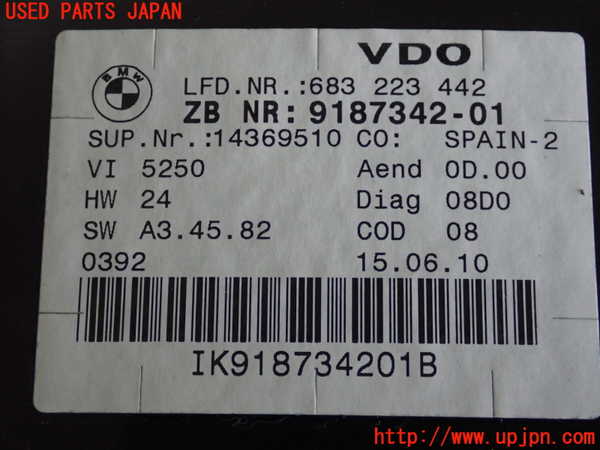 USED PARTS JAPAN
VDO
BMW
LFD.NR.:683 223 442
ZB NR: 9187342-01
SUP.Nr.:14369510 CO: SPAIN-2
VI 5250 Aend 0D.00
HW 24 Diag 08D0
SW A3.45.82 COD 08
0392 15.06.10
IK918734201B
http://www.upjpn.com/